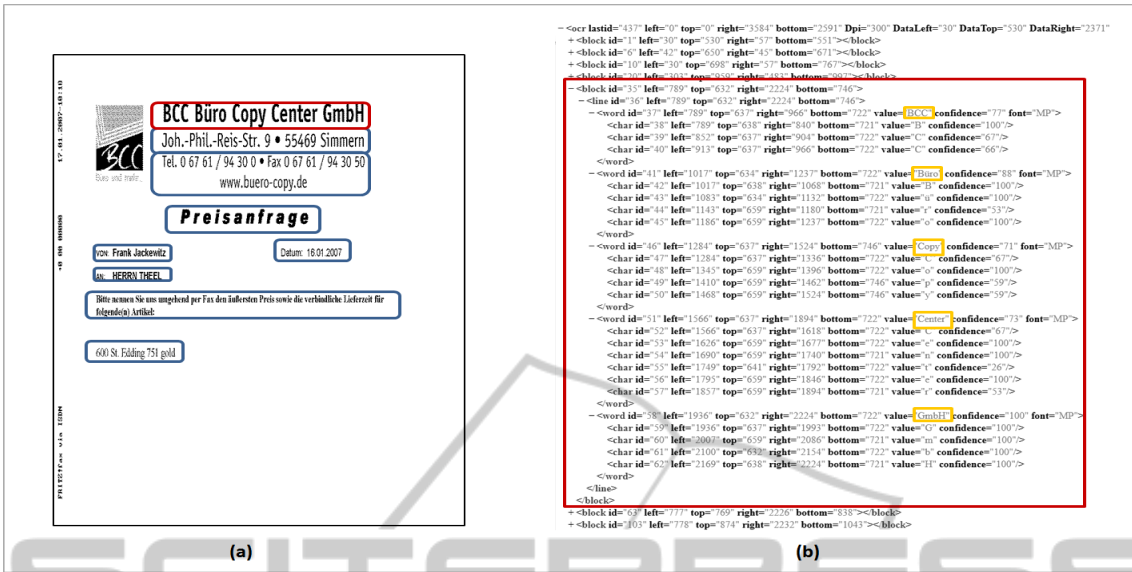 17.01.2007-10:10
BCC Büro Copy Center GmbH
Joh.-Phil.-Reis-Str. 9 • 55469 Simmern
Tel. 0 67 61 / 94 30 0 • Fax 0 67 61 / 94 30 50
www.buero-copy.de
BCC
Büro und mehr...
Preisanfrage
VON: Frank Jackewitz
Datum: 16.01.2007
AN: HERRN THEEL
Bitte nennen Sie uns umgehend per Fax den äußersten Preis sowie die verbindliche Lieferzeit für
folgende(n) Artikel:
600 St. Edding 751 gold
FRITZ!fax via ISDN
(a)
− <ocr lastid="437" left="0" top="0" right="3584" bottom="2591" Dpi="300" DataLeft="30" DataTop="530" DataRight="2371"
+ <block id="1" left="30" top="530" right="57" bottom="551"></block>
+ <block id="6" left="42" top="650" right="45" bottom="671"></block>
+ <block id="10" left="30" top="698" right="57" bottom="767"></block>
+ <block id="20" left="303" top="959" right="483" bottom="997"></block>
− <block id="35" left="789" top="632" right="2224" bottom="746">
− <line id="36" left="789" top="632" right="2224" bottom="746">
− <word id="37" left="789" top="637" right="966" bottom="722" value="BCC" confidence="77" font="MP">
<char id="38" left="789" top="638" right="840" bottom="721" value="B" confidence="100"/>
<char id="39" left="852" top="637" right="904" bottom="722" value="C" confidence="67"/>
<char id="40" left="913" top="637" right="966" bottom="722" value="C" confidence="66"/>
</word>
− <word id="41" left="1017" top="634" right="1237" bottom="722" value="Büro" confidence="88" font="MP">
<char id="42" left="1017" top="638" right="1068" bottom="721" value="B" confidence="100"/>
<char id="43" left="1083" top="634" right="1132" bottom="722" value="ü" confidence="100"/>
<char id="44" left="1143" top="659" right="1180" bottom="721" value="r" confidence="53"/>
<char id="45" left="1186" top="659" right="1237" bottom="722" value="o" confidence="100"/>
</word>
− <word id="46" left="1284" top="637" right="1524" bottom="746" value="Copy" confidence="71" font="MP">
<char id="47" left="1284" top="637" right="1336" bottom="722" value="C" confidence="67"/>
<char id="48" left="1345" top="659" right="1396" bottom="722" value="o" confidence="100"/>
<char id="49" left="1410" top="659" right="1462" bottom="746" value="p" confidence="59"/>
<char id="50" left="1468" top="659" right="1524" bottom="746" value="y" confidence="59"/>
</word>
− <word id="51" left="1566" top="637" right="1894" bottom="722" value="Center" confidence="73" font="MP">
<char id="52" left="1566" top="637" right="1618" bottom="722" value="C" confidence="67"/>
<char id="53" left="1626" top="659" right="1677" bottom="722" value="e" confidence="100"/>
<char id="54" left="1690" top="659" right="1740" bottom="721" value="n" confidence="100"/>
<char id="55" left="1749" top="641" right="1792" bottom="722" value="t" confidence="26"/>
<char id="56" left="1795" top="659" right="1846" bottom="722" value="e" confidence="100"/>
<char id="57" left="1857" top="659" right="1894" bottom="721" value="r" confidence="53"/>
</word>
− <word id="58" left="1936" top="632" right="2224" bottom="722" value="GmbH" confidence="100" font="MP">
<char id="59" left="1936" top="637" right="1993" bottom="722" value="G" confidence="100"/>
<char id="60" left="2007" top="659" right="2086" bottom="721" value="m" confidence="100"/>
<char id="61" left="2100" top="632" right="2154" bottom="722" value="b" confidence="100"/>
<char id="62" left="2169" top="638" right="2224" bottom="721" value="H" confidence="100"/>
</word>
</line>
</block>
+ <block id="63" left="777" top="769" right="2226" bottom="838"></block>
+ <block id="103" left="778" top="874" right="2232" bottom="1043"></block>
(b)